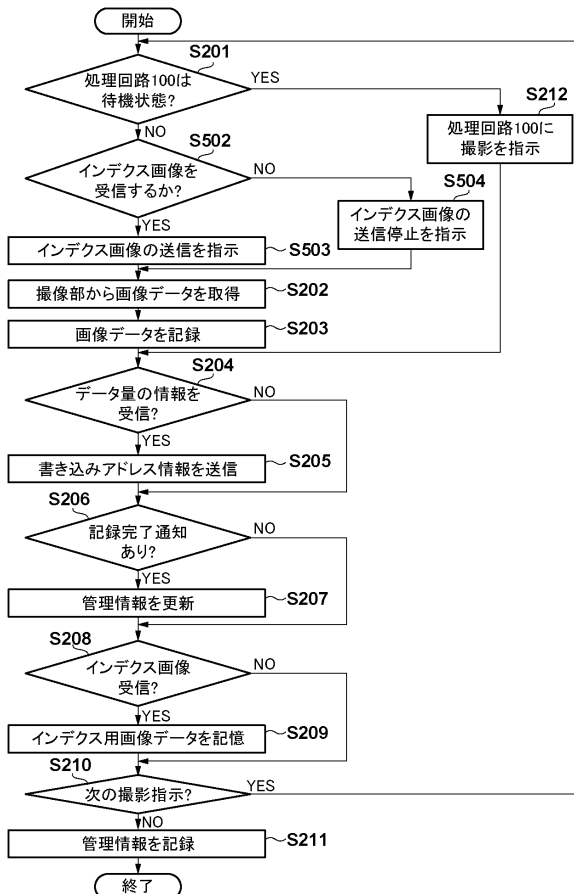 開始
S201
処理回路100は
待機状態?
YES
NO
S212
処理回路100に
撮影を指示
S502
インデクス画像を
受信するか?
NO
YES
S504
インデクス画像の
送信停止を指示
インデクス画像の送信を指示
S503
撮像部から画像データを取得
S202
画像データを記録
S203
S204
データ量の情報を
受信?
NO
YES
書き込みアドレス情報を送信
S205
S206
記録完了通知
あり?
NO
YES
管理情報を更新
S207
S208
インデクス画像
受信?
NO
YES
インデクス用画像データを記憶
S209
S210
次の撮影指示?
YES
NO
管理情報を記録
S211
終了